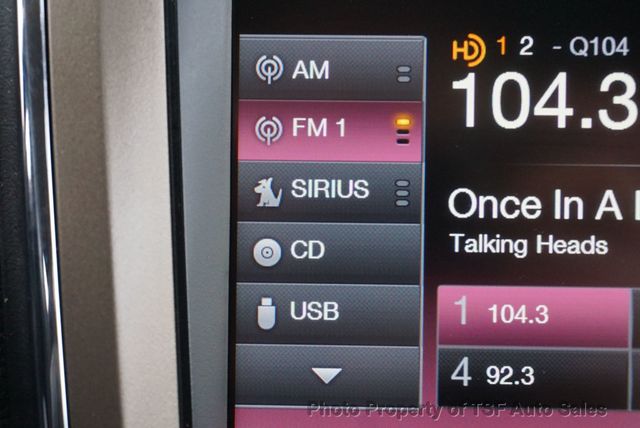 AM
FM 1
SIRIUS
CD
USB
HD 1 2 - Q104
104.3
Once In A
Talking Heads
1 104.3
4 92.3
Photo Property of TSF Auto Sales